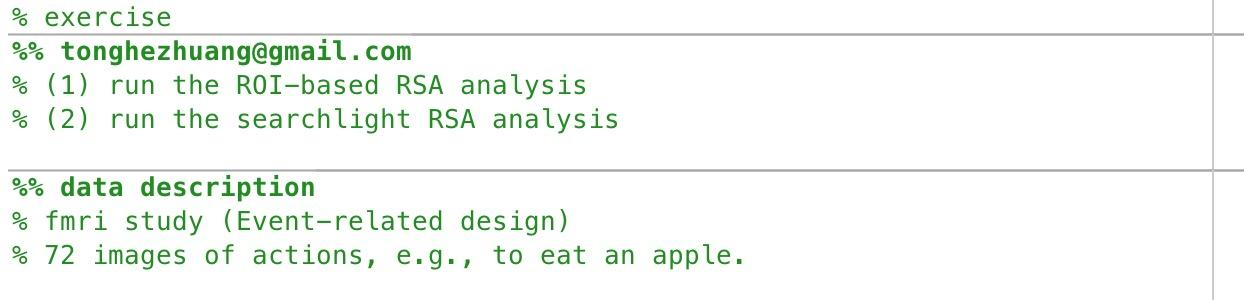 % exercise
%% tonghezhuang@gmail.com
% (1) run the ROI-based RSA analysis
% (2) run the searchlight RSA analysis
%% data description
% fmri study (Event-related design)
% 72 images of actions, e.g., to eat an apple.